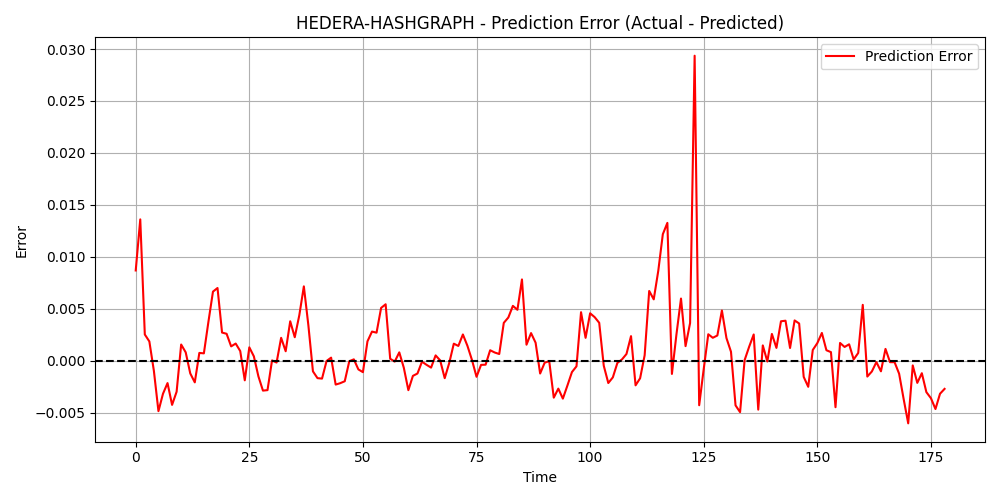 HEDERA-HASHGRAPH - Prediction Error (Actual - Predicted)
Prediction Error
0.030
0.025
0.020
0.015
0.010
0.005
0.000
−0.005
Error
0 25 50 75 100 125 150 175
Time